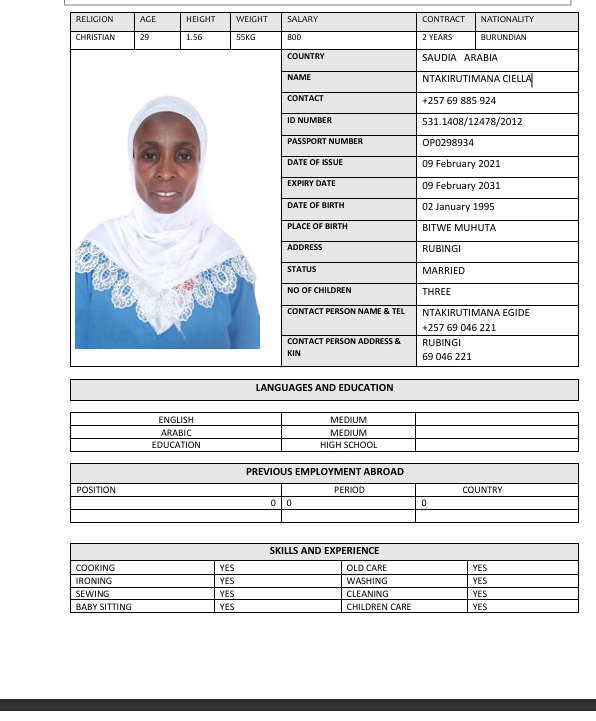 RELIGION AGE HEIGHT WEIGHT SALARY CONTRACT NATIONALITY
CHRISTIAN 29 1.56 55KG 800 2 YEARS BURUNDIAN
COUNTRY SAUDIA ARABIA
NAME NTAKIRUTIMANA CIELLA
CONTACT +257 69 885 924
ID NUMBER 531.1408/12478/2012
PASSPORT NUMBER OP0298934
DATE OF ISSUE 09 February 2021
EXPIRY DATE 09 February 2031
DATE OF BIRTH 02 January 1995
PLACE OF BIRTH BITWE MUHUTA
ADDRESS RUBINGI
STATUS MARRIED
NO OF CHILDREN THREE
CONTACT PERSON NAME & TEL NTAKIRUTIMANA EGIDE
+257 69 046 221
CONTACT PERSON ADDRESS & RUBINGI
KIN 69 046 221
LANGUAGES AND EDUCATION
ENGLISH MEDIUM
ARABIC MEDIUM
EDUCATION HIGH SCHOOL
PREVIOUS EMPLOYMENT ABROAD
POSITION PERIOD COUNTRY
0 0 0
SKILLS AND EXPERIENCE
COOKING YES OLD CARE YES
IRONING YES WASHING YES
SEWING YES CLEANING YES
BABY SITTING YES CHILDREN CARE YES